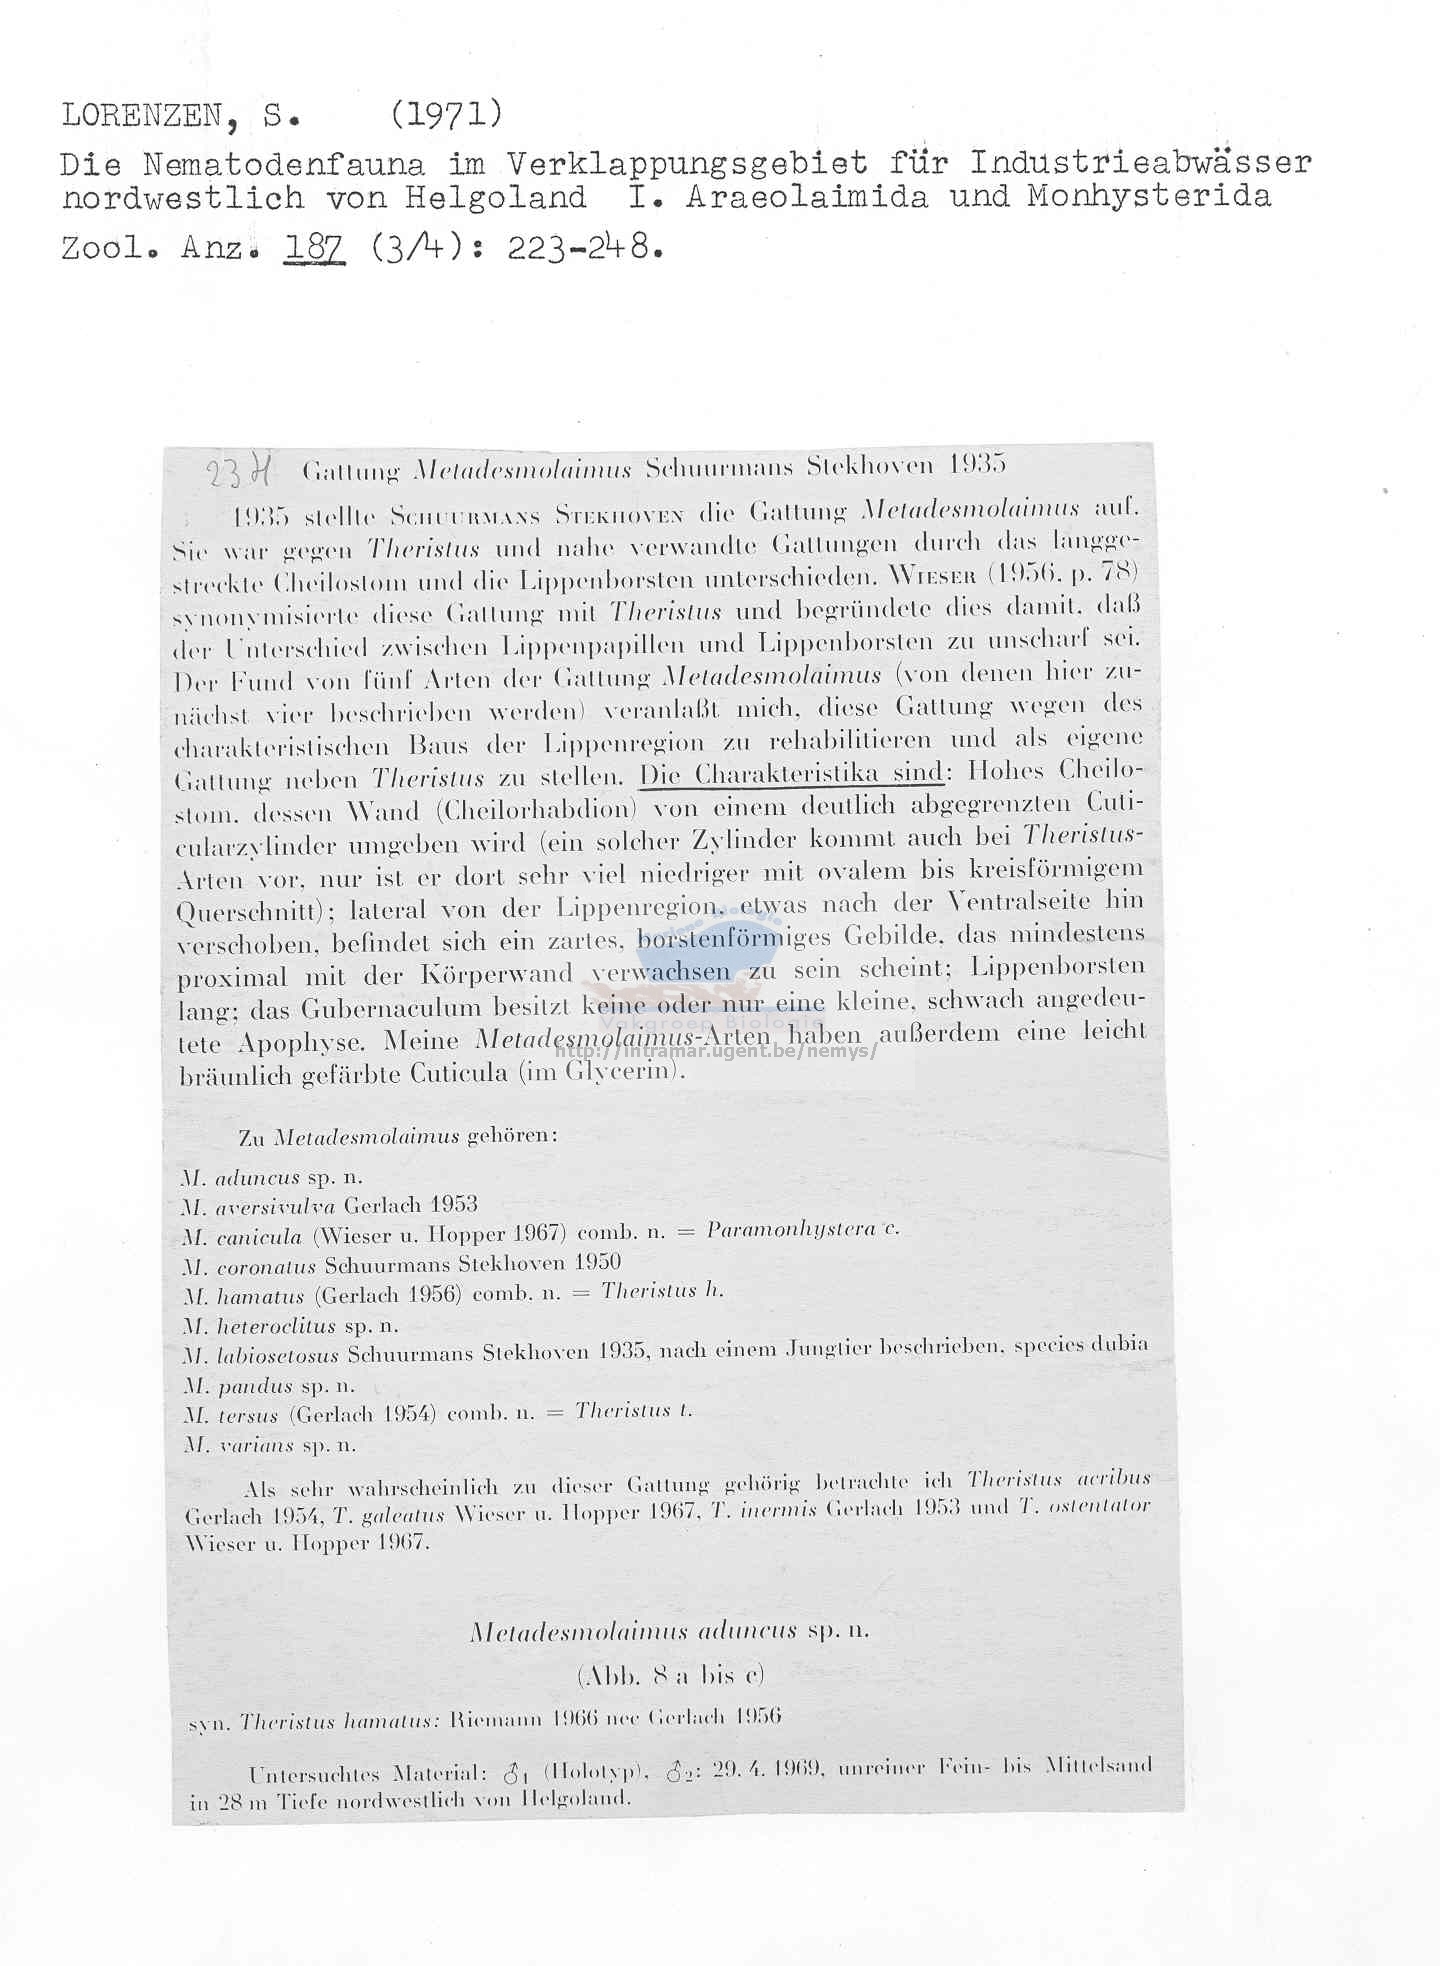 LORENZEN, S. (1971)
Die Nematodenfauna im Verklappungsgebiet für Industrieabwässer
nordwestlich von Helgoland I. Araeolaimida und Monhysterida
Zool. Anz. 187 (3/4): 223-248.
Gattung Metadesmolaimus Schuurmans Stekhoven 1935
1935 stellte SCHUURMANS STEKHOVEN die Gattung Metadesmolaimus auf.
Sie war gegen Theristus und nahe verwandte Gattungen durch das langge-
streckte Cheilostom und die Lippenborsten unterschieden. WIESER (1956, p. 78)
synonymisierte diese Gattung mit Theristus und begründete dies damit, daß
der Unterschied zwischen Lippenpapillen und Lippenborsten zu unscharf sei.
Der Fund von fünf Arten der Gattung Metadesmolaimus (von denen hier zu-
nächst vier beschrieben werden) veranlaßt mich, diese Gattung wegen des
charakteristischen Baus der Lippenregion zu rehabilitieren und als eigene
Gattung neben Theristus zu stellen. Die Charakteristika sind: Hohes Cheilo-
stom, dessen Wand (Cheilorhabdion) von einem deutlich abgegrenzten Cuti-
cularzylinder umgeben wird (ein solcher Zylinder kommt auch bei Theristus-
Arten vor, nur ist er dort sehr viel niedriger mit ovalem bis kreisförmigem
Querschnitt); lateral von der Lippenregion, etwas nach der Ventralseite hin
verschoben, befindet sich ein zartes, borstenförmiges Gebilde, das mindestens
proximal mit der Körperwand verwachsen zu sein scheint; Lippenborsten
lang; das Gubernaculum besitzt keine oder nur eine kleine, schwach angedeu-
Vakgroep Biologie
tete Apophyse. Meine Metadesmolaimus-Arten haben außerdem eine leicht
http://intramar.ugent.be/nemys/
bräunlich gefärbte Cuticula (im Glycerin).
Zu Metadesmolaimus gehören:
M. aduncus sp. n.
M. aversivulva Gerlach 1953
M. canicula (Wieser u. Hopper 1967) comb. n. = Paramonhystera c.
M. coronatus Schuurmans Stekhoven 1950
M. hamatus (Gerlach 1956) comb. n. = Theristus h.
M. heteroclitus sp. n.
M. labiosetosus Schuurmans Stekhoven 1935, nach einem Jungtier beschrieben, species dubia
M. pandus sp. n.
M. tersus (Gerlach 1954) comb. n. = Theristus t.
M. varians sp. n.
Als sehr wahrscheinlich zu dieser Gattung gehörig betrachte ich Theristus acribus
Gerlach 1954, T. galeatus Wieser u. Hopper 1967, T. inermis Gerlach 1953 und T. ostentator
Wieser u. Hopper 1967.
Metadesmolaimus aduncus sp. n.
(Abb. 8 a bis c)
syn. Theristus hamatus: Riemann 1966 nec Gerlach 1956
Untersuchtes Material: ♂1 (Holotyp), ♂2: 29. 4. 1969, unreiner Fein- bis Mittelsand
in 28 m Tiefe nordwestlich von Helgoland.